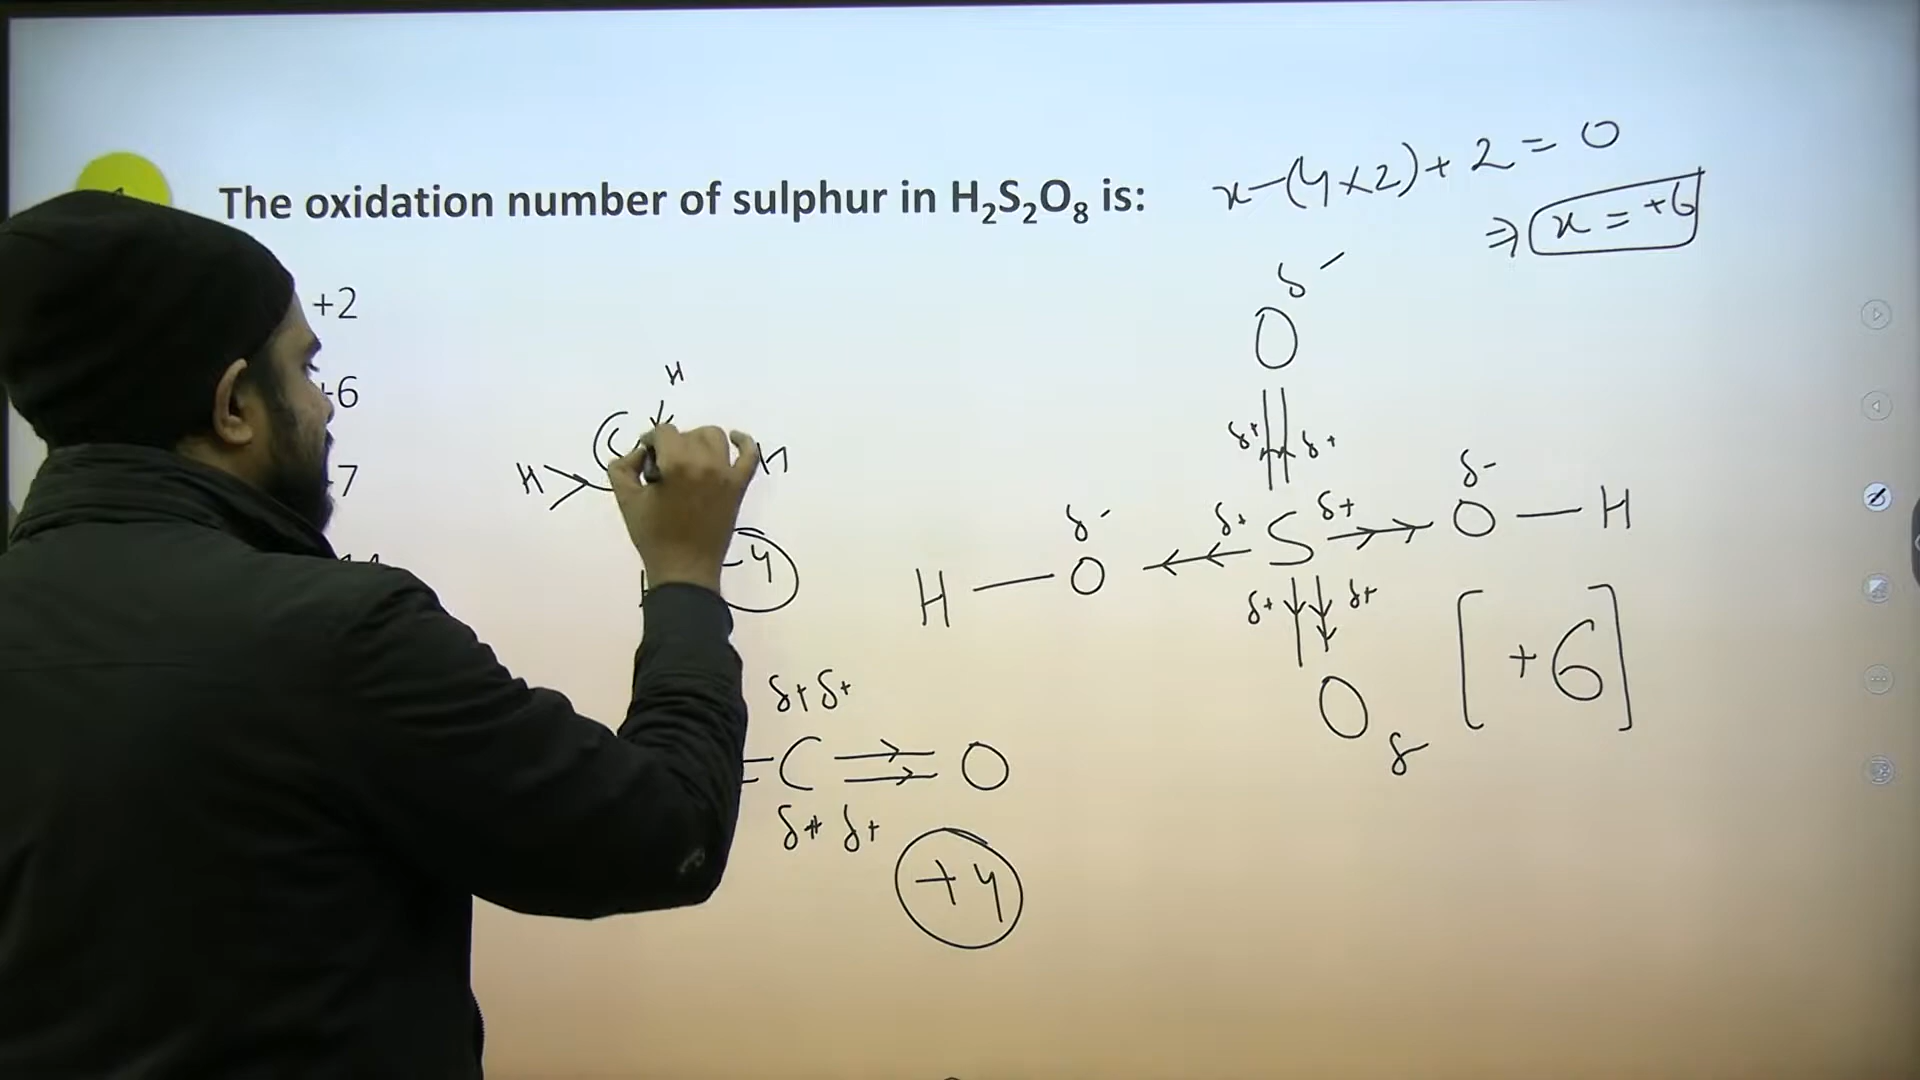 The oxidation number of sulphur in H₂S₂O₈ is:
x-(4×2)+2=0
⇒ x=+6
+2
+6
7
δ-
O
H
C
H
H
δ+ δ+
δ- δ+ δ+ δ-
H—O S O—H
-4
δ+ δ+
[+6]
O
δ-
δ+ δ+
C O
δ+ δ+
+4